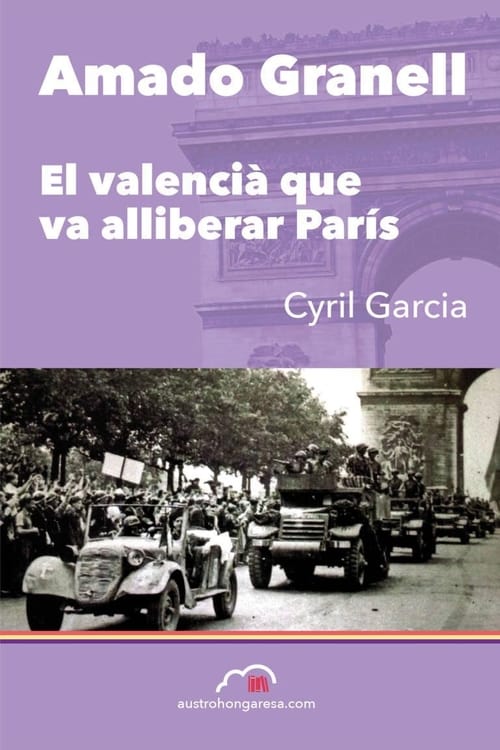 Amado Granell
El valencià que
va alliberar París
Cyril Garcia
austrohongaresa.com